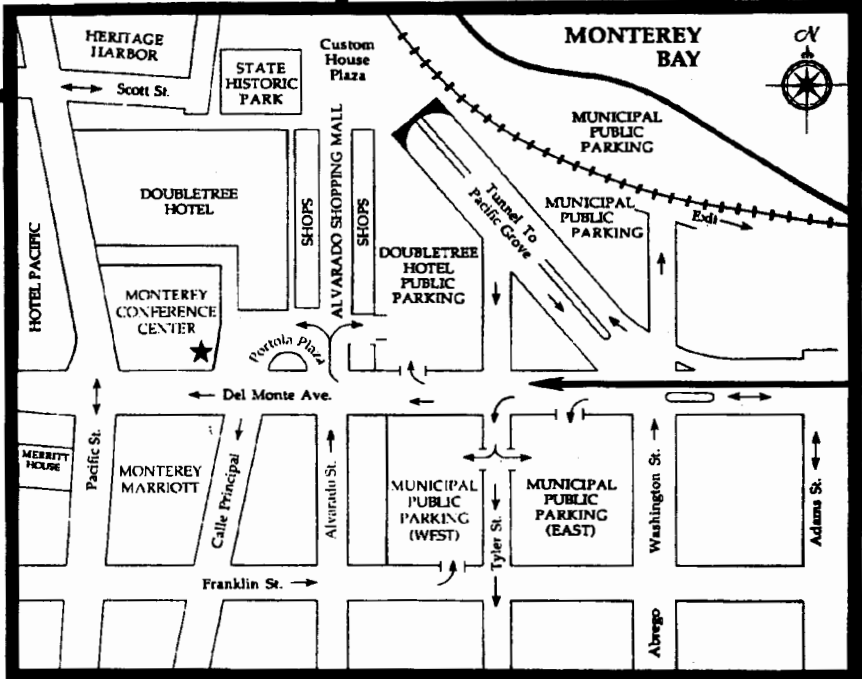 HERITAGE
HARBOR
Scott St.
STATE
HISTORIC
PARK
Custom
House
Plaza
MONTEREY
BAY
N
MUNICIPAL
PUBLIC
PARKING
DOUBLETREE
HOTEL
SHOPS
ALVARADO SHOPPING MALL
SHOPS
Tunnel To
Pacific Grove
MUNICIPAL
PUBLIC
PARKING
Exit
HOTEL PACIFIC
DOUBLETREE
HOTEL
PUBLIC
PARKING
MONTEREY
CONFERENCE
CENTER
Portola Plaza
Del Monte Ave.
MERRITT
HOUSE
Pacific St.
MONTEREY
MARRIOTT
Calle Principal
Alvarado St.
MUNICIPAL
PUBLIC
PARKING
(WEST)
Tyler St.
MUNICIPAL
PUBLIC
PARKING
(EAST)
Washington St.
Adams St.
Franklin St.
Abrego